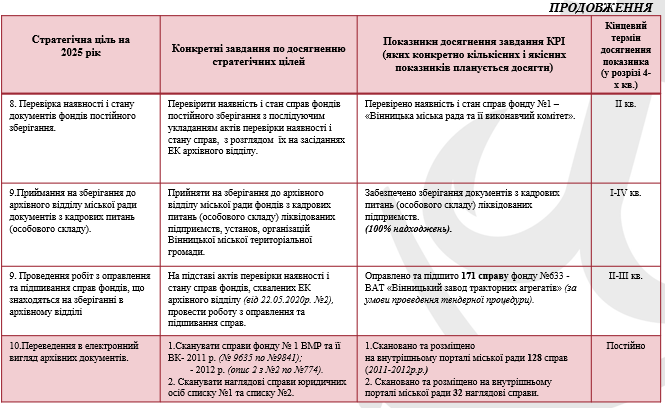 ПРОДОВЖЕННЯ
Стратегічна ціль на
2025 рік
Конкретні завдання по досягненню
стратегічних цілей
Показники досягнення завдання КРІ
(яких конкретно кількісних і якісних
показників планується досягти)
Кінцевий
термін
досягнення
показника
(у розрізі 4-
х кв.)
8. Перевірка наявності і стану
документів фондів постійного
зберігання.
Перевірити наявність і стан справ фондів
постійного зберігання з послідуючим
укладанням актів перевірки наявності і
стану справ, з розглядом їх на засіданнях
ЕК архівного відділу.
Перевірено наявність і стан справ фонду №1 –
«Вінницька міська рада та її виконавчий комітет».
ІІ кв.
9.Приймання на зберігання до
архівного відділу міської ради
документів з кадрових питань
(особового складу).
Прийняти на зберігання до архівного
відділу міської ради фондів з кадрових
питань (особового складу) ліквідованих
підприємств, установ, організацій
Вінницької міської територіальної
громади.
Забезпечено зберігання документів з кадрових
питань (особового складу) ліквідованих
підприємств.
(100% надходжень).
І-ІV кв.
9. Проведення робіт з оправлення
та підшивання справ фондів, що
знаходяться на зберіганні в
архівному відділі
На підставі актів перевірки наявності і
стану справ фондів, схвалених ЕК
архівного відділу (від 22.05.2020р. №2),
провести роботу з оправлення та
підшивання справ.
Оправлено та підшито 171 справу фонду №633 -
ВАТ «Вінницький завод тракторних агрегатів» (за
умови проведення тендерної процедури).
ІІ-ІІІ кв.
10.Переведення в електронний
вигляд архівних документів.
1.Сканувати справи фонду № 1 ВМР та її
ВК- 2011 р. (№ 9635 по №9841);
- 2012 р. (опис 2 з №2 по №774).
2. Сканувати наглядові справи юридичних
осіб списку №1 та списку №2.
1.Скановано та розміщено
на внутрішньому порталі міської ради 128 справ
(2011-2012р.р.)
2. Скановано та розміщено на внутрішньому
порталі міської ради 32 наглядові справи.
Постійно